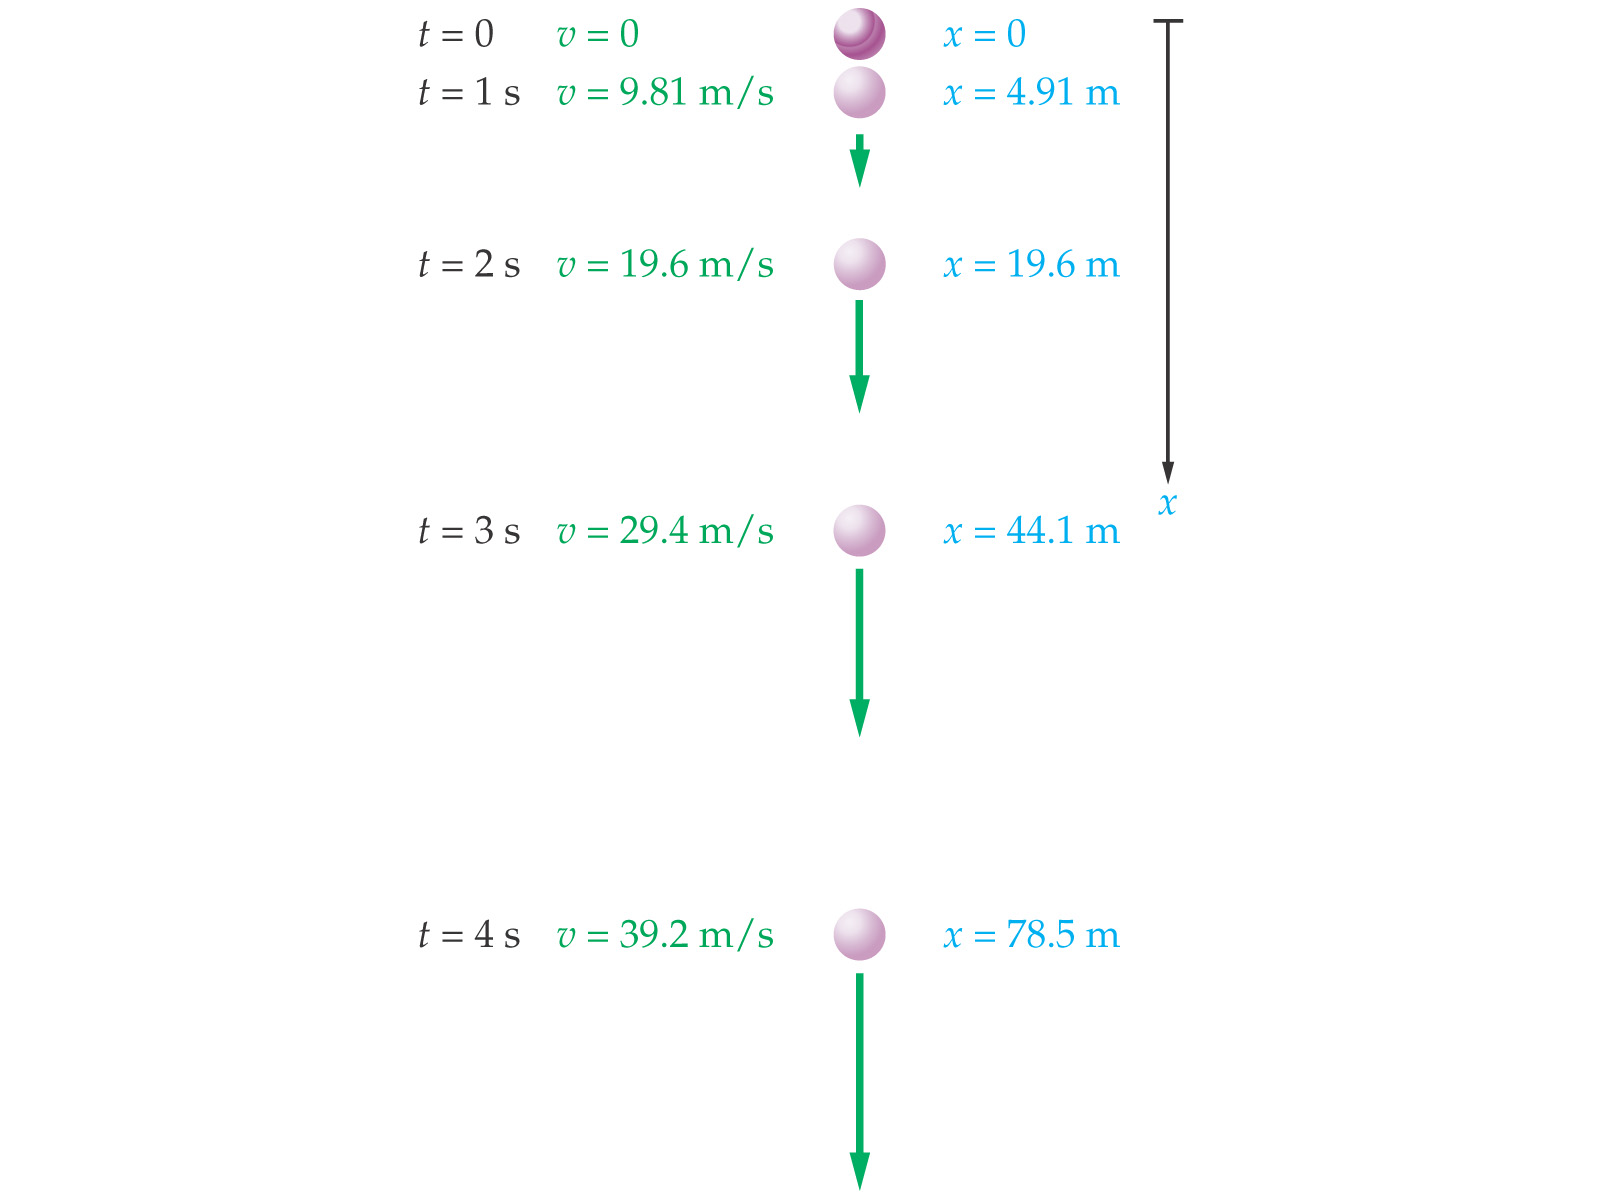 t = 0 v = 0 x = 0
t = 1 s v = 9.81 m/s x = 4.91 m
t = 2 s v = 19.6 m/s x = 19.6 m
x
t = 3 s v = 29.4 m/s x = 44.1 m
t = 4 s v = 39.2 m/s x = 78.5 m